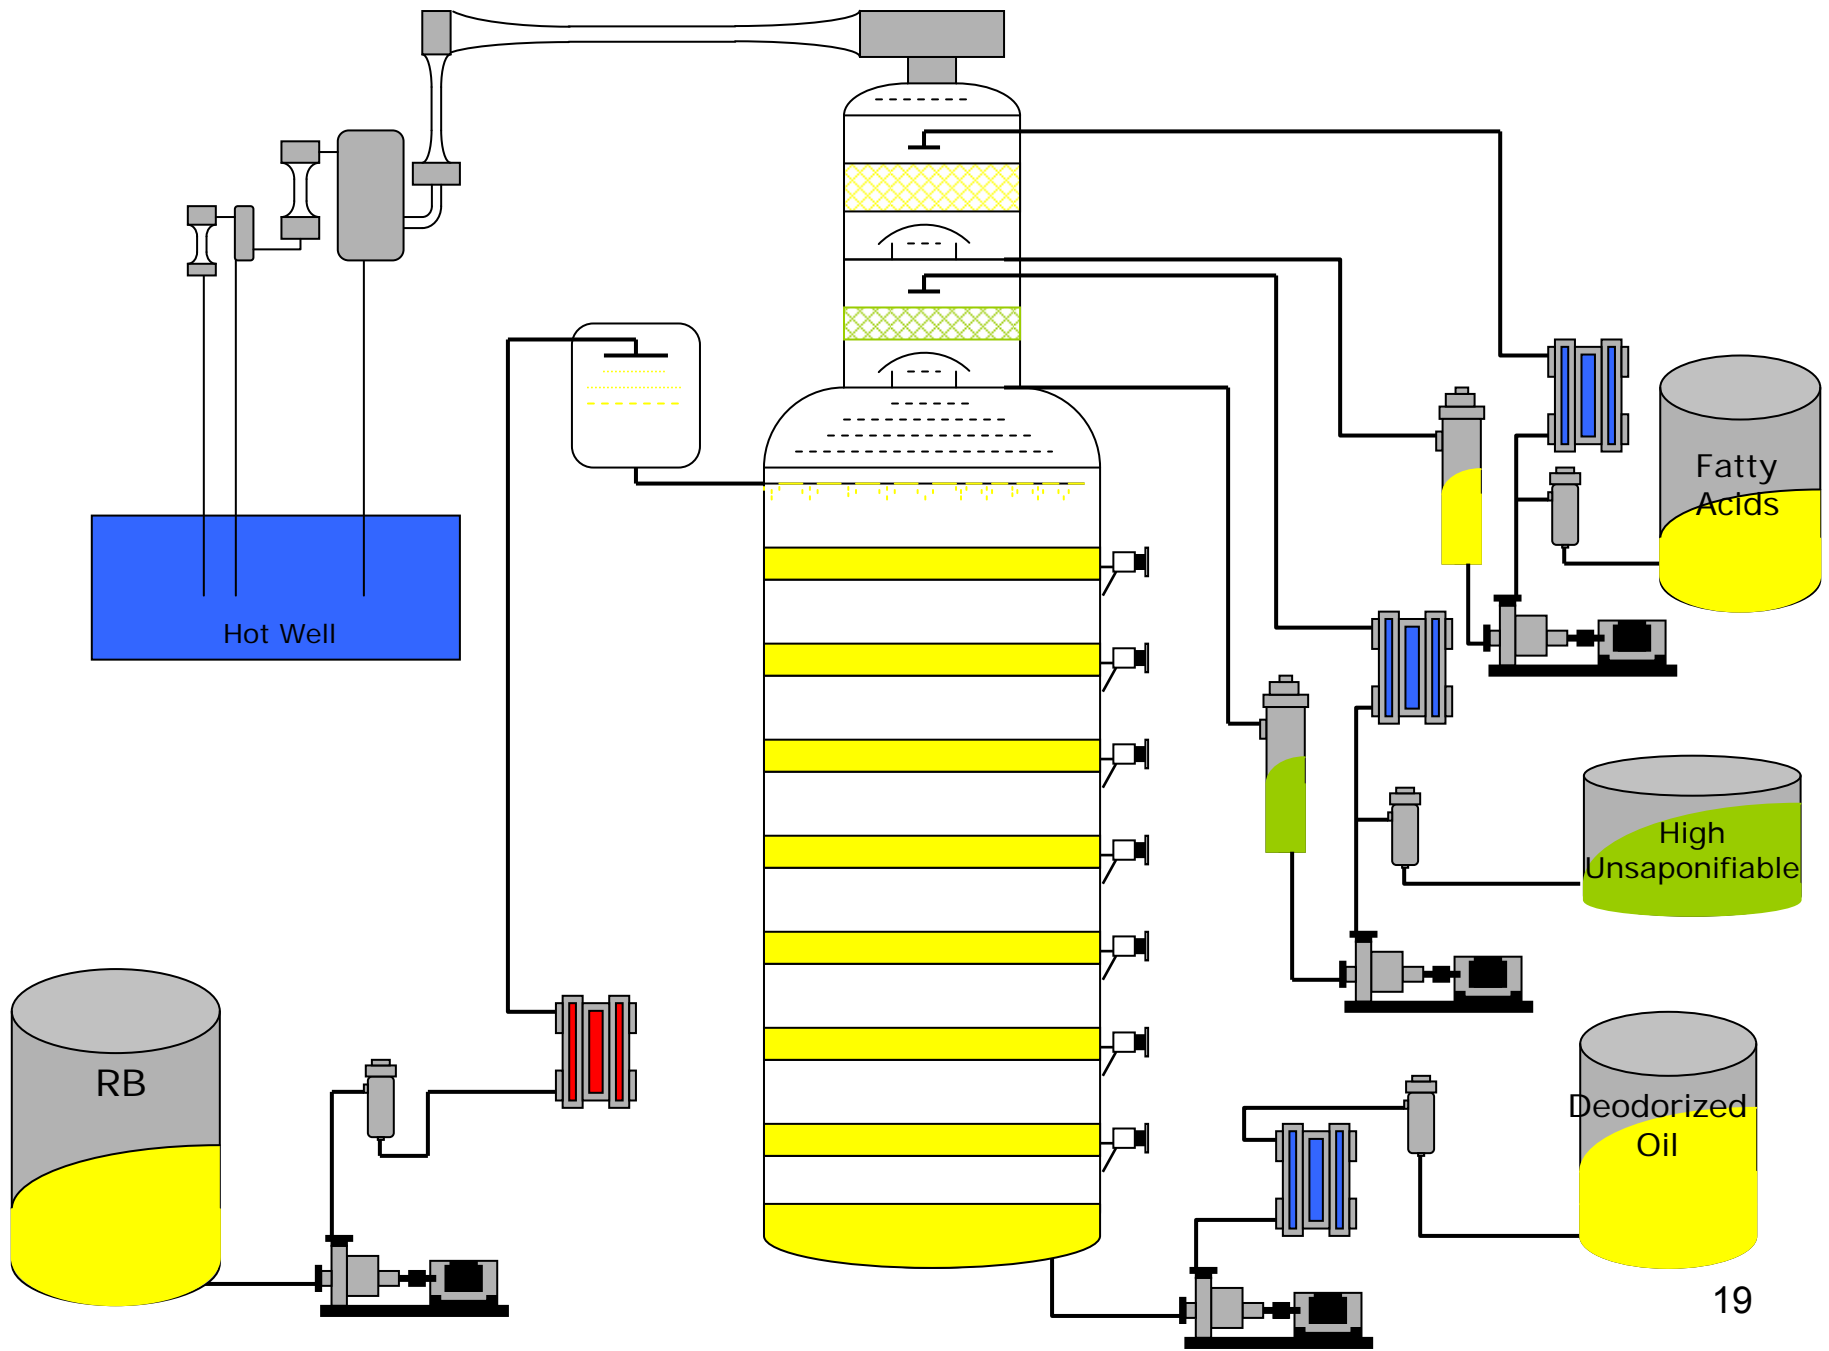 Fatty
Acids
Hot Well
High
Unsaponifiable
RB
Deodorized
Oil
19